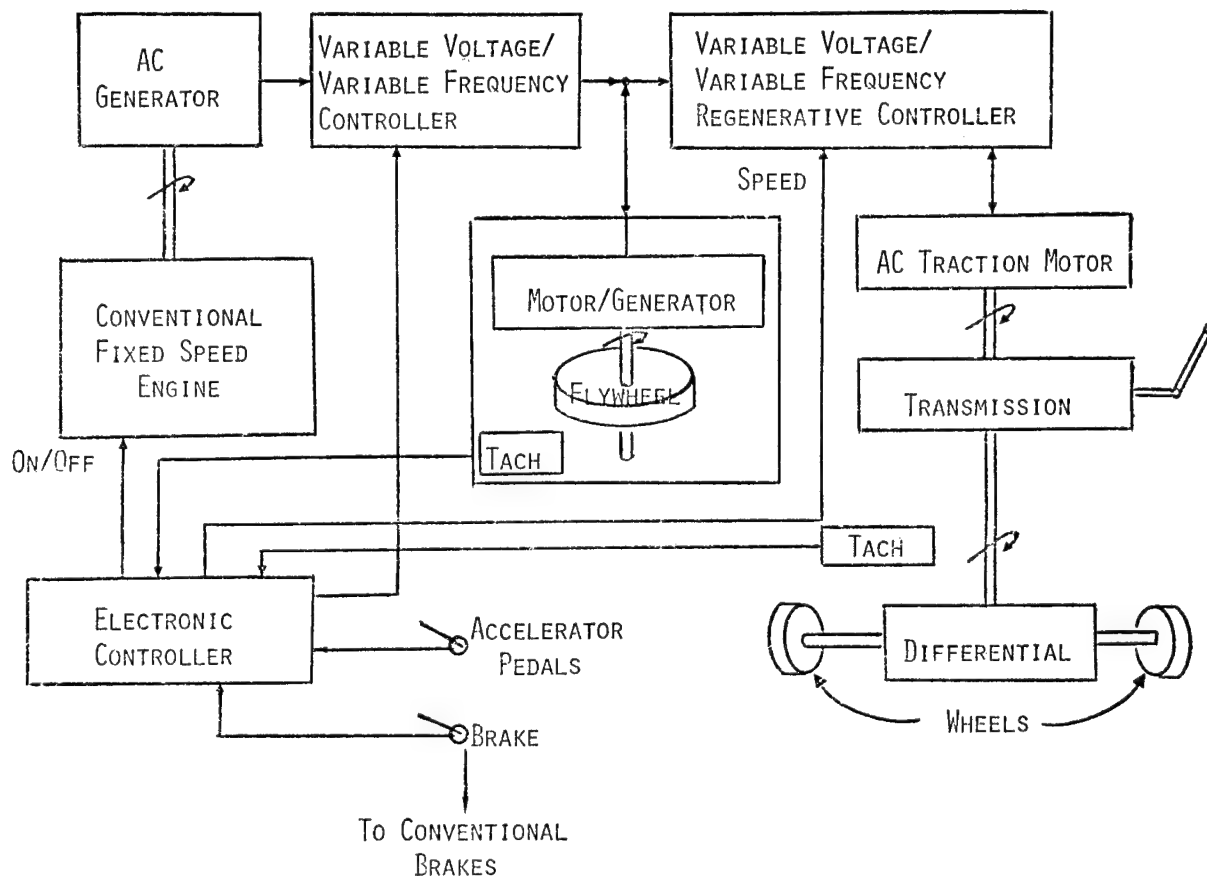 AC
GENERATOR
VARIABLE VOLTAGE/
VARIABLE FREQUENCY
CONTROLLER
VARIABLE VOLTAGE/
VARIABLE FREQUENCY
REGENERATIVE CONTROLLER
SPEED
CONVENTIONAL
FIXED SPEED
ENGINE
MOTOR/GENERATOR
FLYWHEEL
TACH
AC TRACTION MOTOR
TRANSMISSION
ON/OFF
TACH
ELECTRONIC
CONTROLLER
ACCELERATOR
PEDALS
BRAKE
TO CONVENTIONAL
BRAKES
DIFFERENTIAL
WHEELS